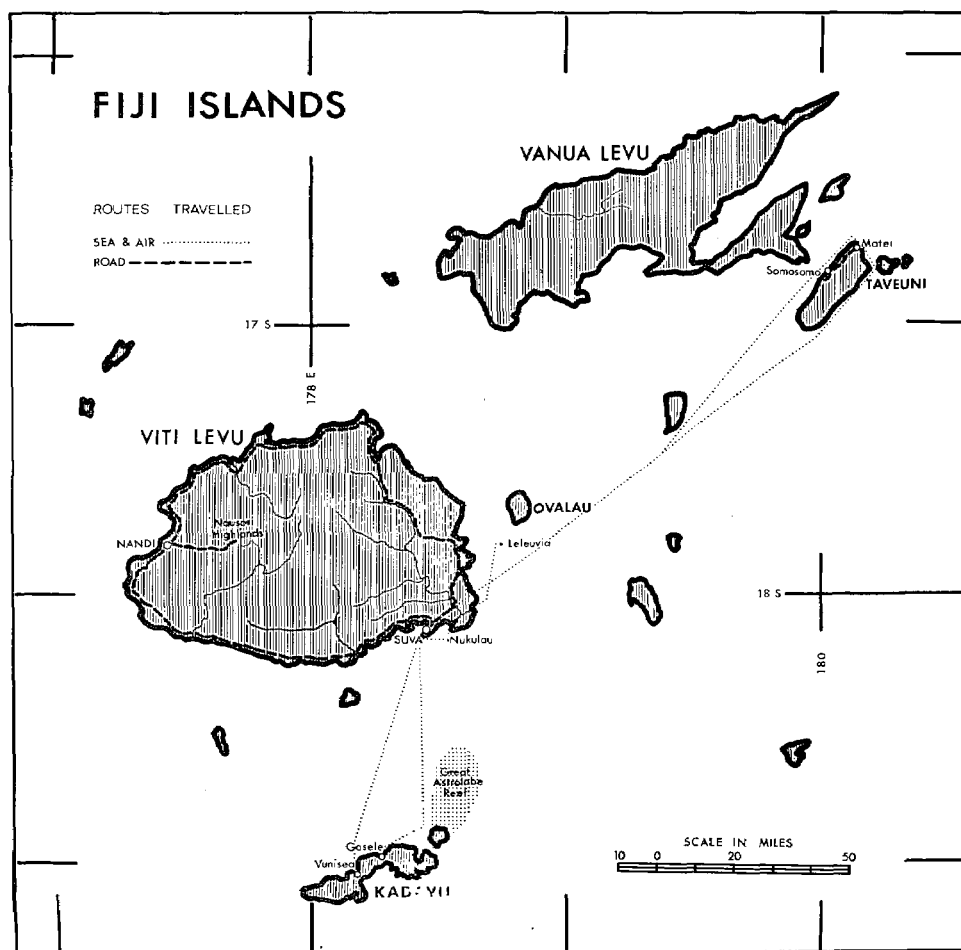 FIJI ISLANDS
VANUA LEVU
ROUTES TRAVELLED
SEA & AIR
ROAD
Matei
Somosomo
TAVEUNI
17 S
178 E
VITI LEVU
OVALAU
Nausori
Highlands
NANDI
Leleuvia
18 S
SUVA
Nukulau
180
Great
Astrolabe
Reef
SCALE IN MILES
10 0 20 30 50
Gasele
Vunisea